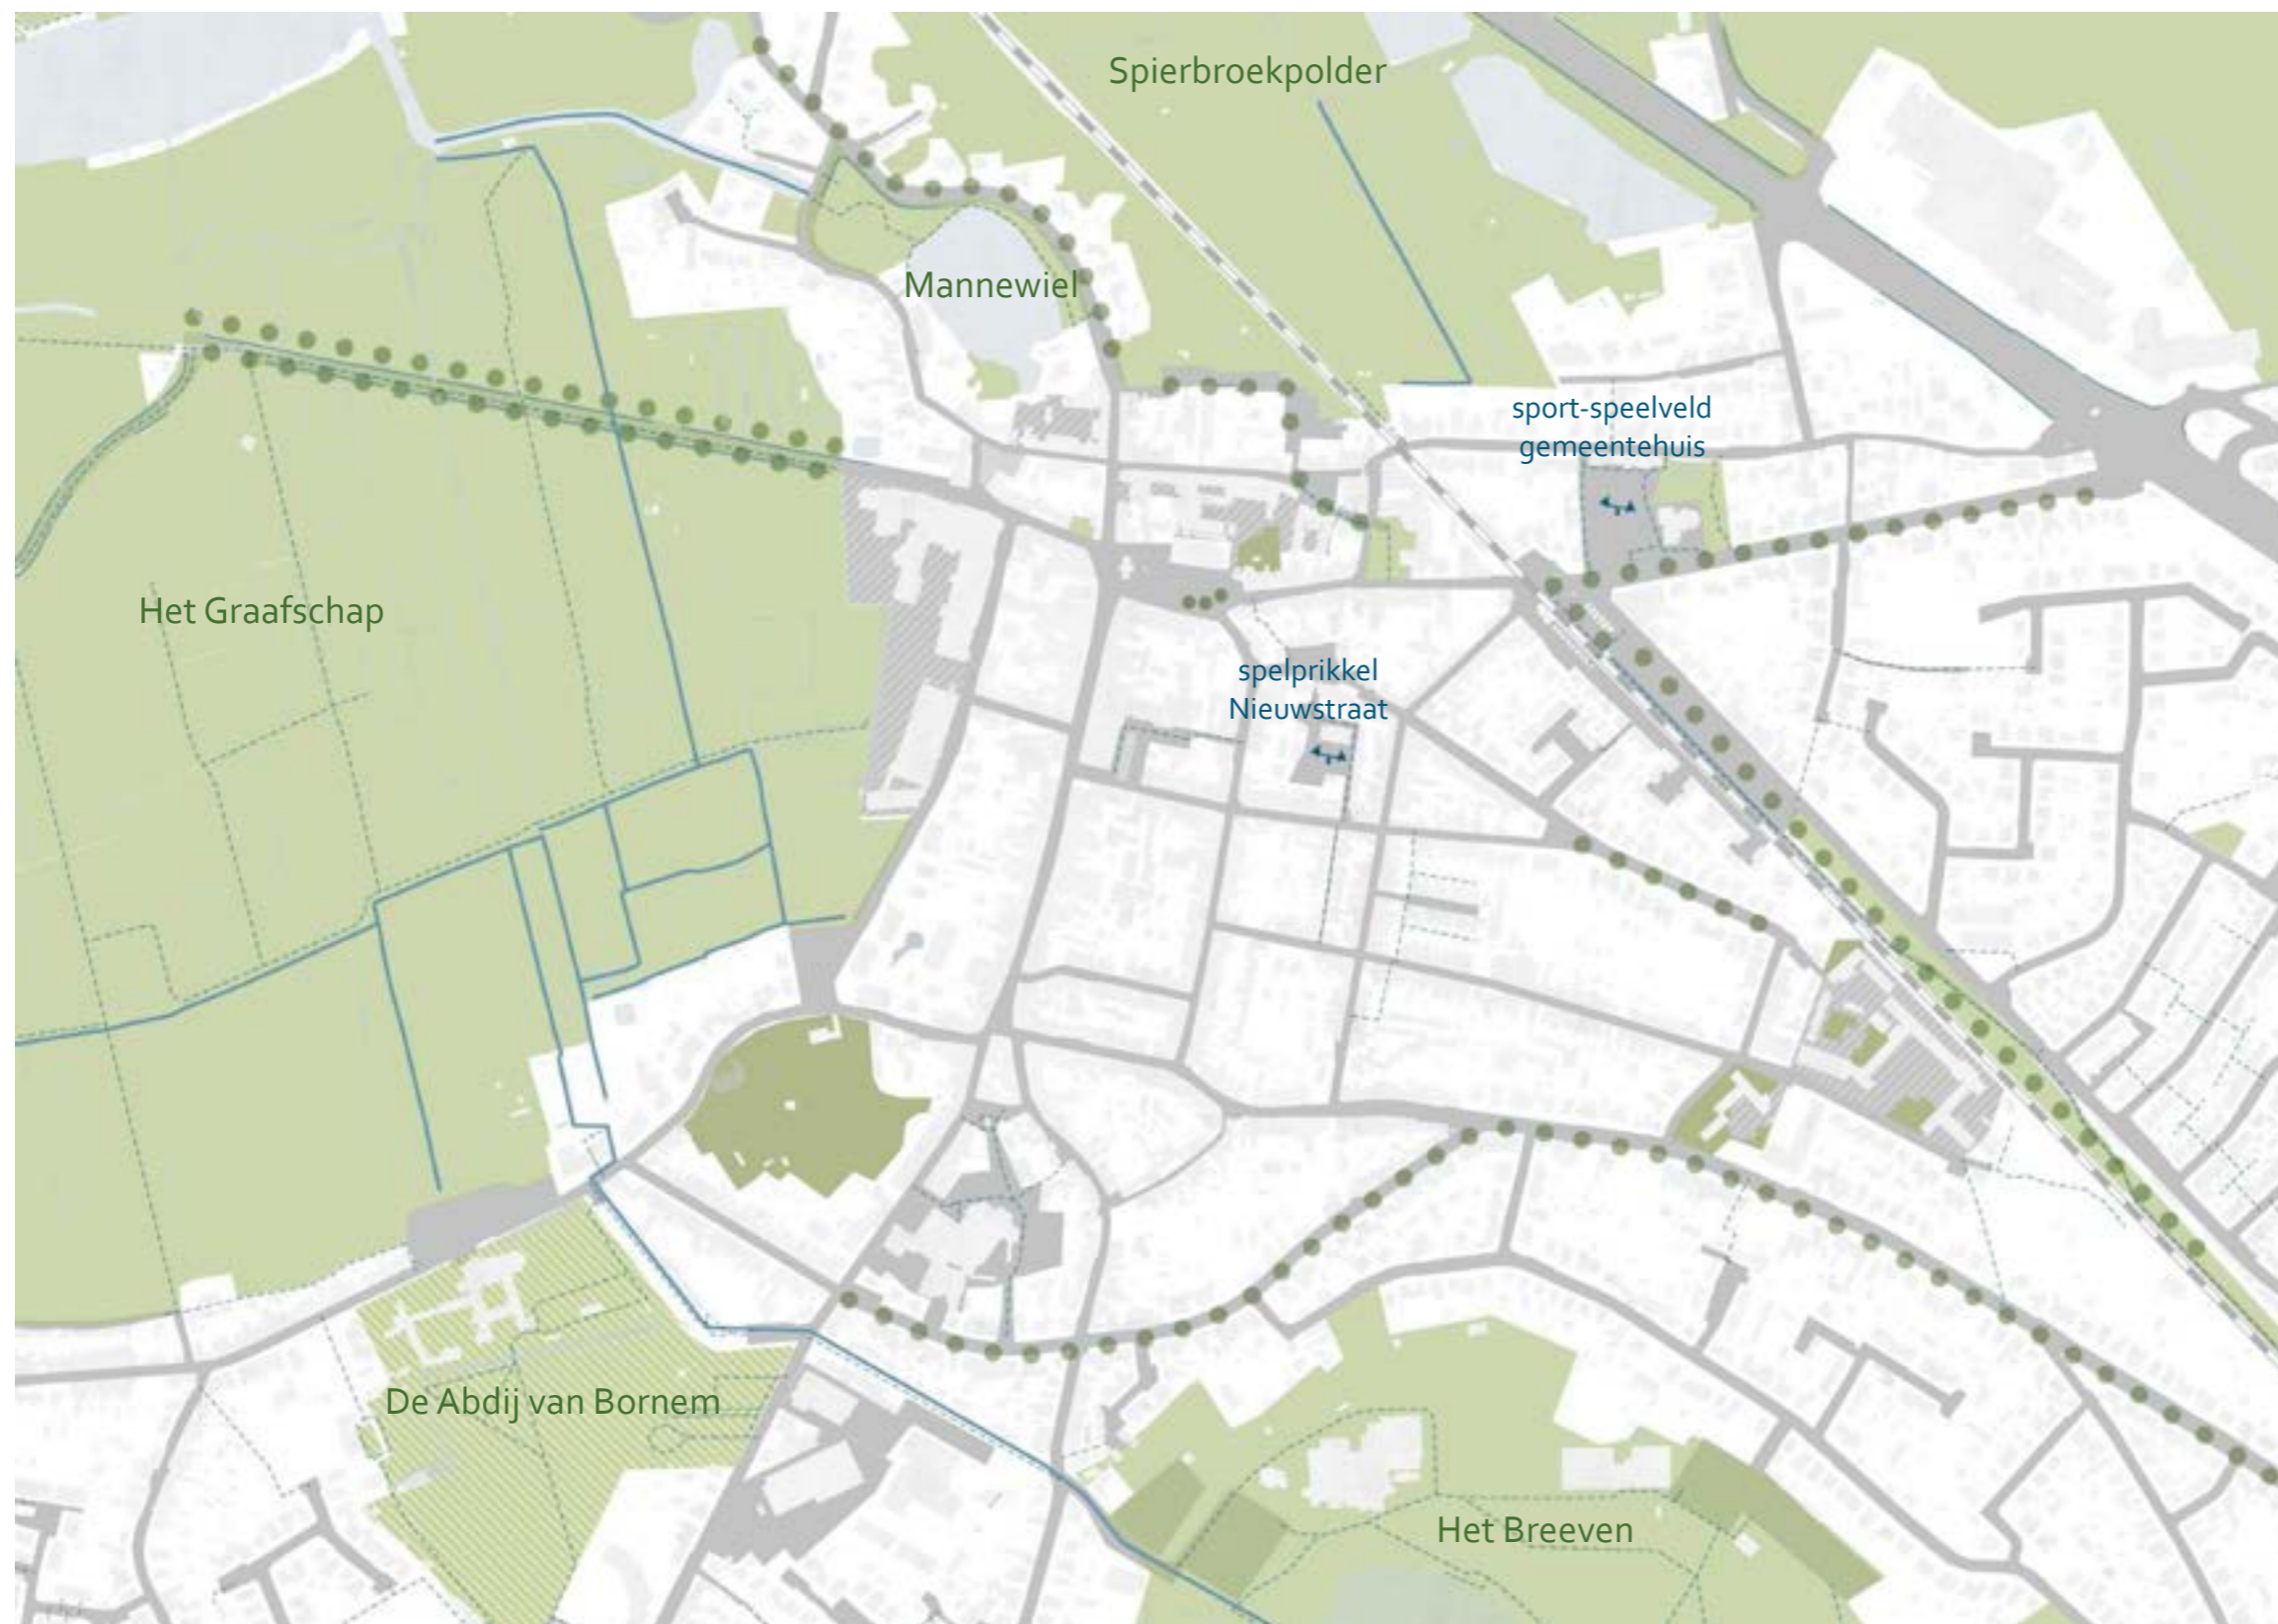 Spierbroekpolder
Mannewiel
sport-speelveld
gemeentehuis
Het Graafschap
spelprikkel
Nieuwstraat
De Abdij van Bornem
Het Breeven